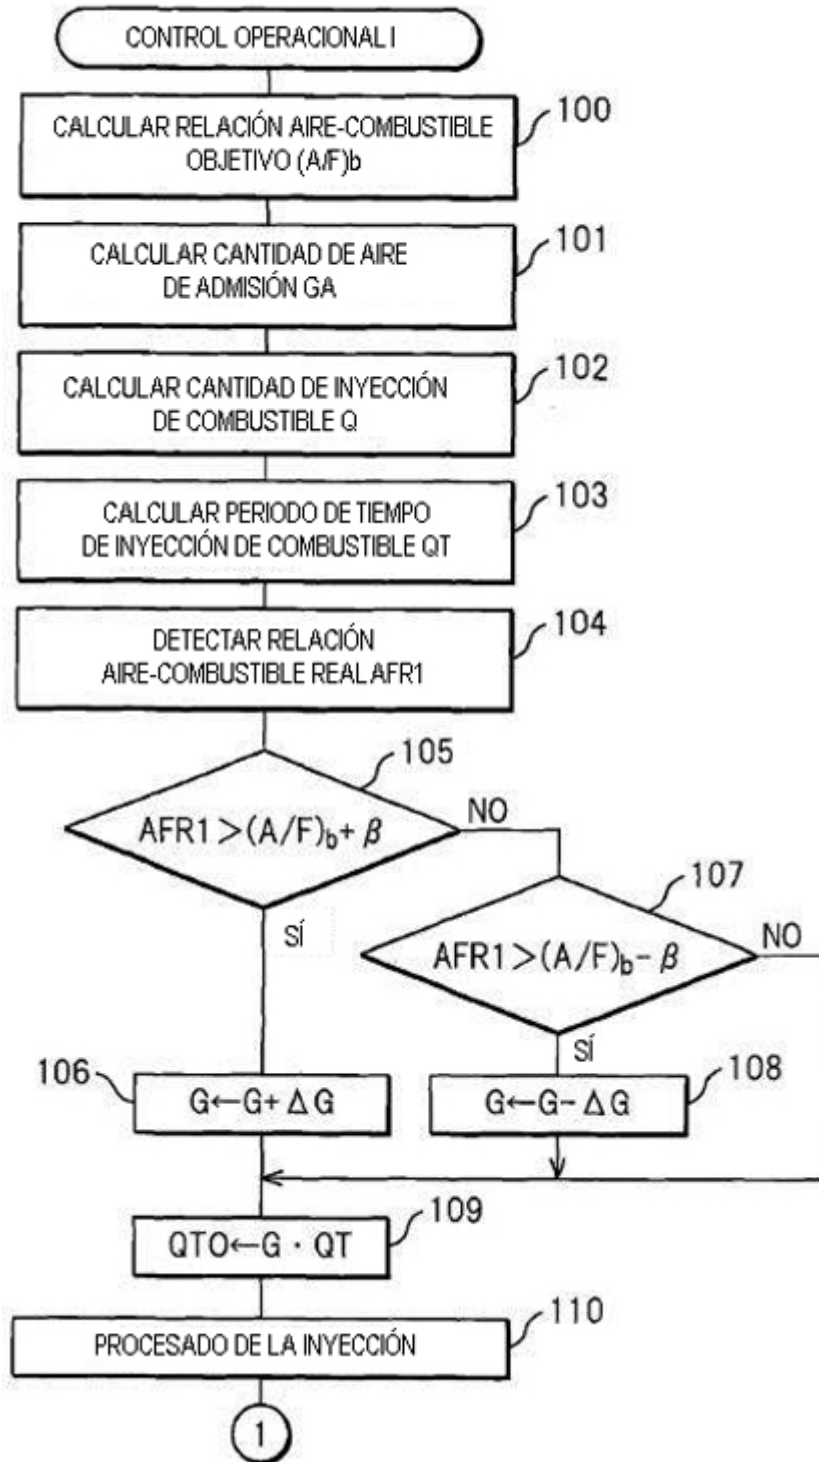 CONTROL OPERACIONAL I
CALCULAR RELACIÓN AIRE-COMBUSTIBLE
OBJETIVO (A/F)b
100
CALCULAR CANTIDAD DE AIRE
DE ADMISIÓN GA
101
CALCULAR CANTIDAD DE INYECCIÓN
DE COMBUSTIBLE Q
102
CALCULAR PERIODO DE TIEMPO
DE INYECCIÓN DE COMBUSTIBLE QT
103
DETECTAR RELACIÓN
AIRE-COMBUSTIBLE REAL AFR1
104
105
AFR1>(A/F)b+ β
NO
SÍ
107
AFR1>(A/F)b- β
NO
SÍ
106
G←G+ΔG
108
G←G-ΔG
109
QTO←G・QT
110
PROCESADO DE LA INYECCIÓN
1